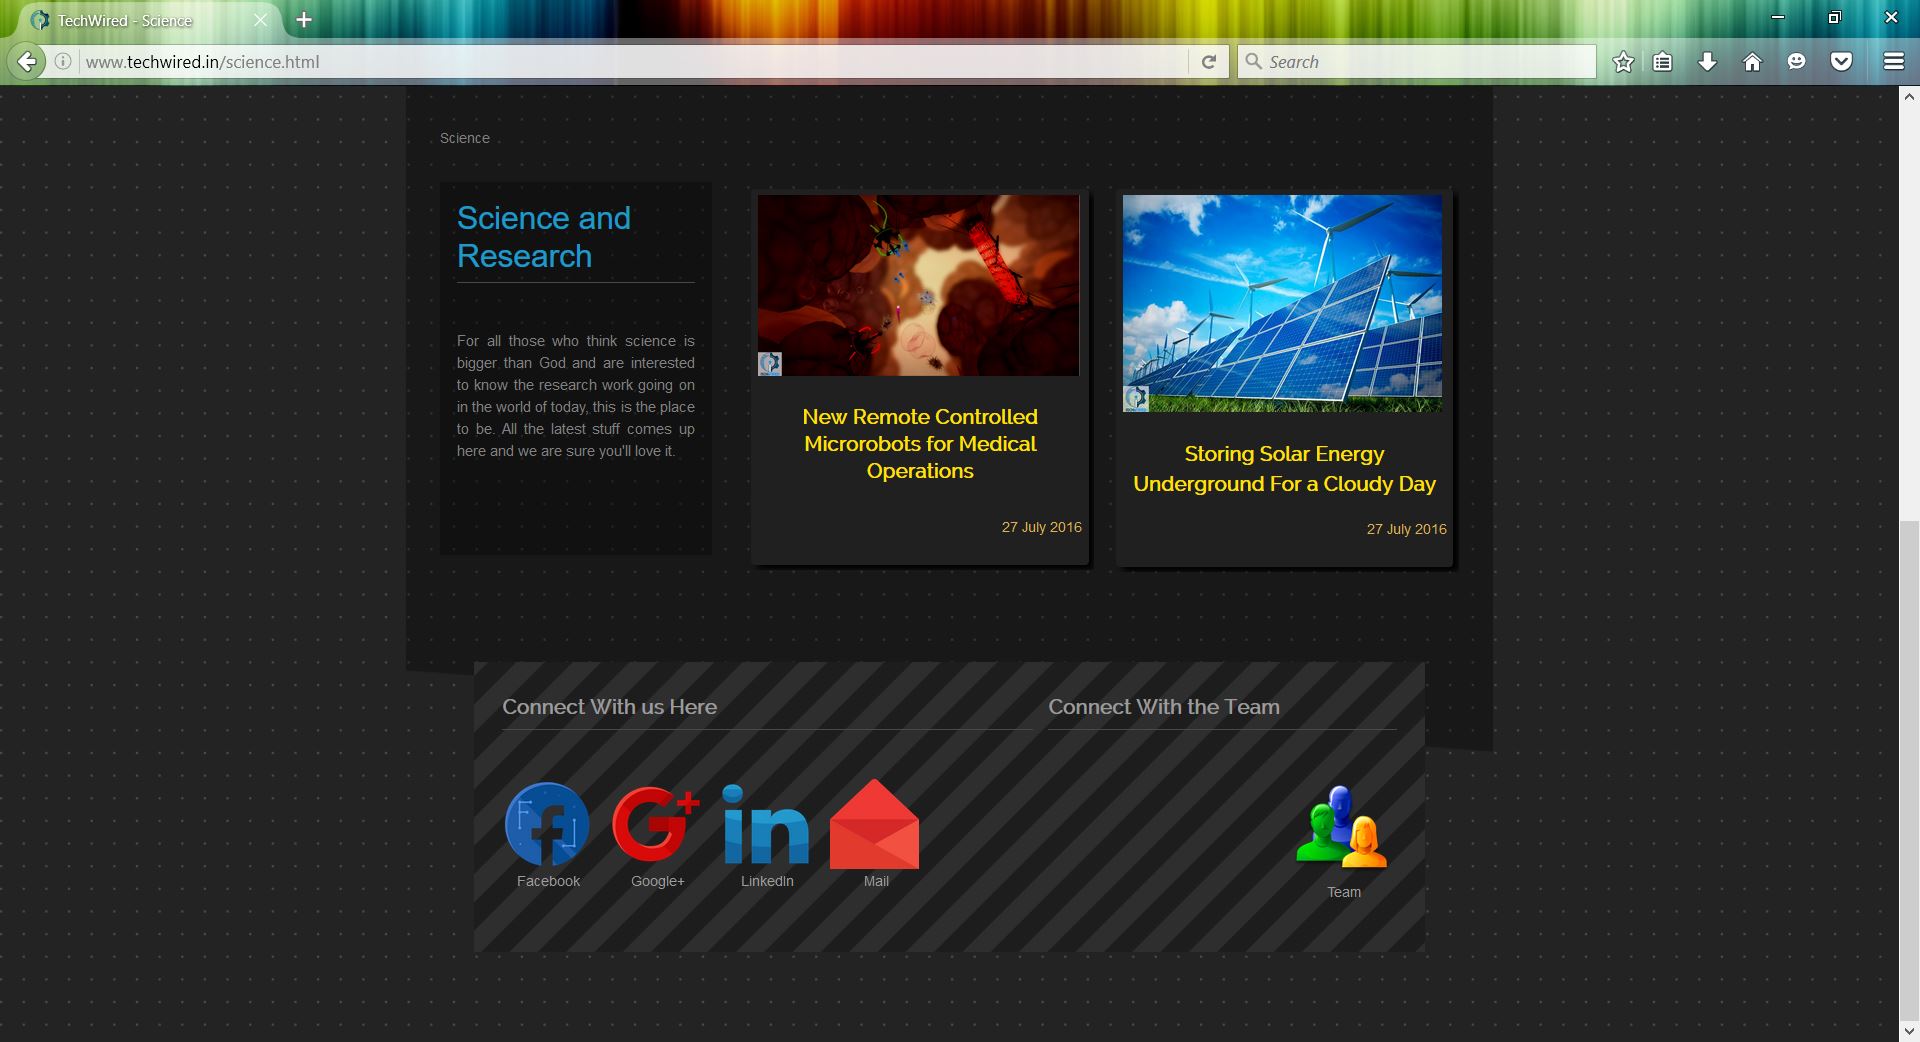 TechWired - Science
www.techwired.in/science.html
Search
Science
Science and
Research
For all those who think science is
bigger than God and are interested
to know the research work going on
in the world of today, this is the place
to be. All the latest stuff comes up
here and we are sure you'll love it.
New Remote Controlled
Microrobots for Medical
Operations
27 July 2016
Storing Solar Energy
Underground For a Cloudy Day
27 July 2016
Connect With us Here
Facebook
Google+
LinkedIn
Mail
Connect With the Team
Team